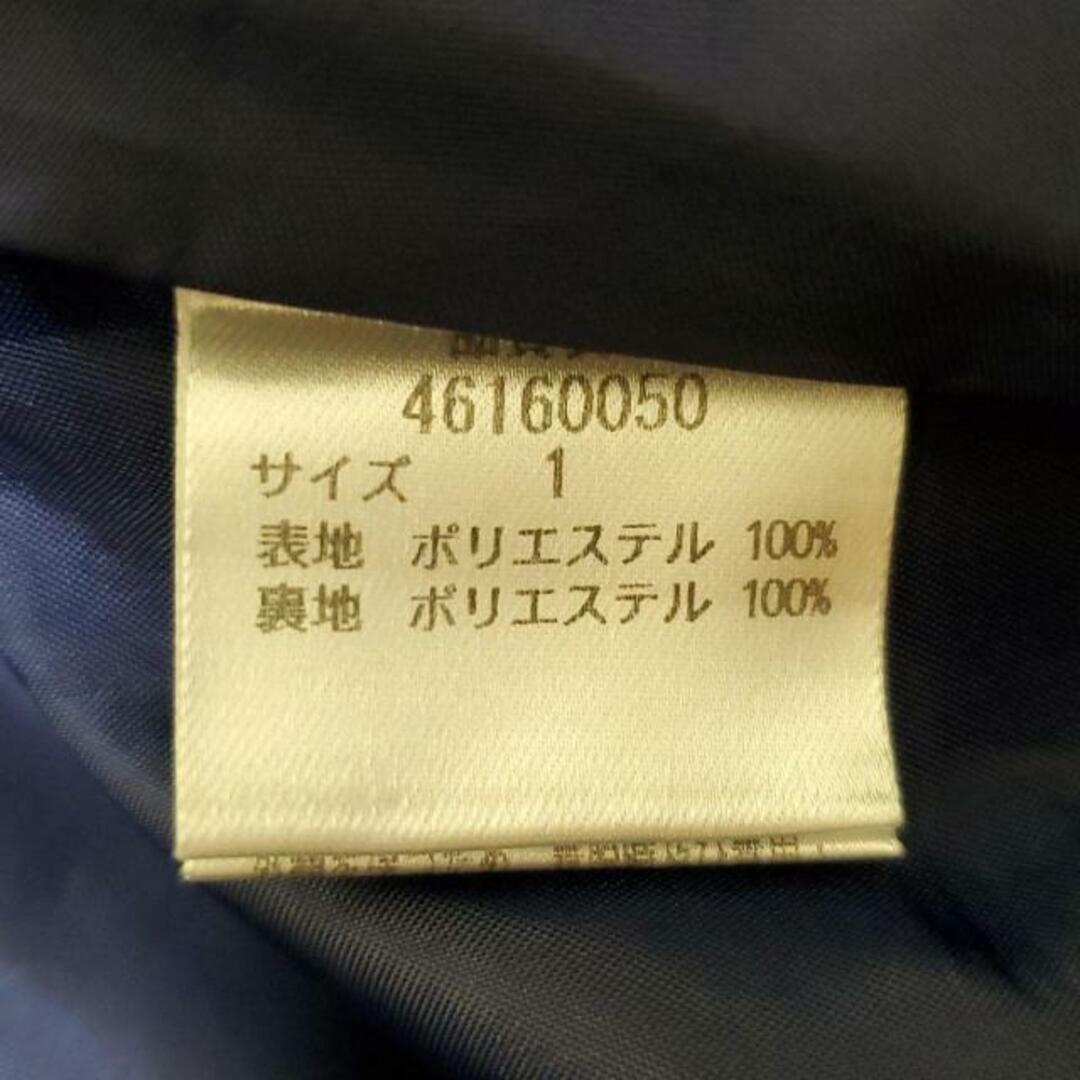 46160050
サイズ 1
表地 ポリエステル 100%
裏地 ポリエステル 100%